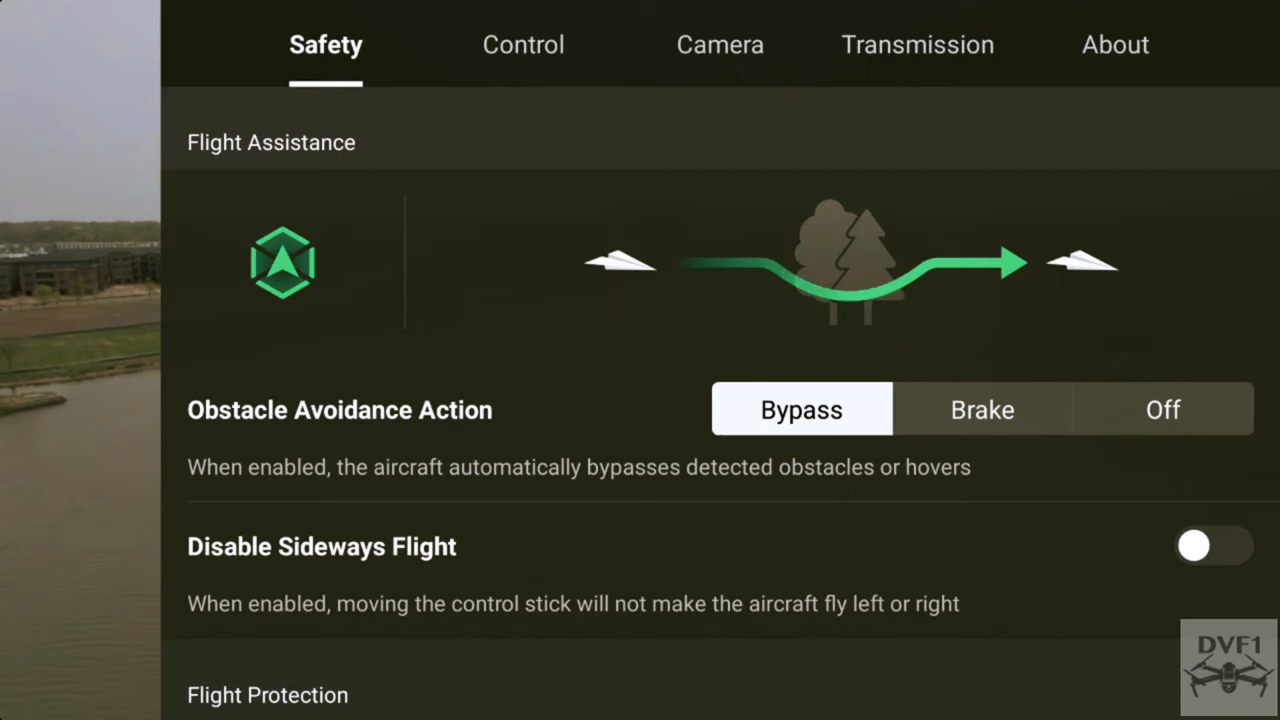 Safety Control Camera Transmission About
Flight Assistance
Obstacle Avoidance Action Bypass Brake Off
When enabled, the aircraft automatically bypasses detected obstacles or hovers
Disable Sideways Flight
When enabled, moving the control stick will not make the aircraft fly left or right
DVF1
Flight Protection